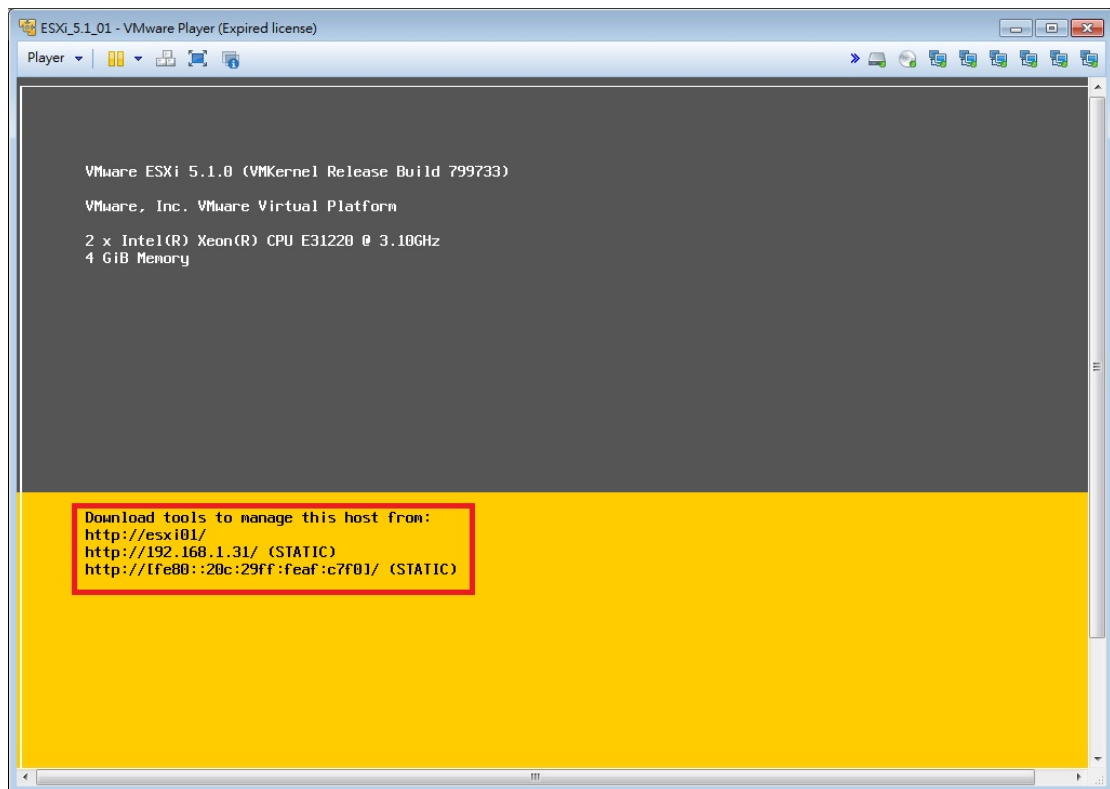 ESXi_5.1_01 - VMware Player (Expired license)
Player
VMware ESXi 5.1.0 (VMKernel Release Build 799733)
VMware, Inc. VMware Virtual Platform
2 x Intel(R) Xeon(R) CPU E31220 @ 3.10GHz
4 GiB Memory
Download tools to manage this host from:
http://esxi01/
http://192.168.1.31/ (STATIC)
http://[fe80::20c:29ff:feaf:c7f0]/ (STATIC)